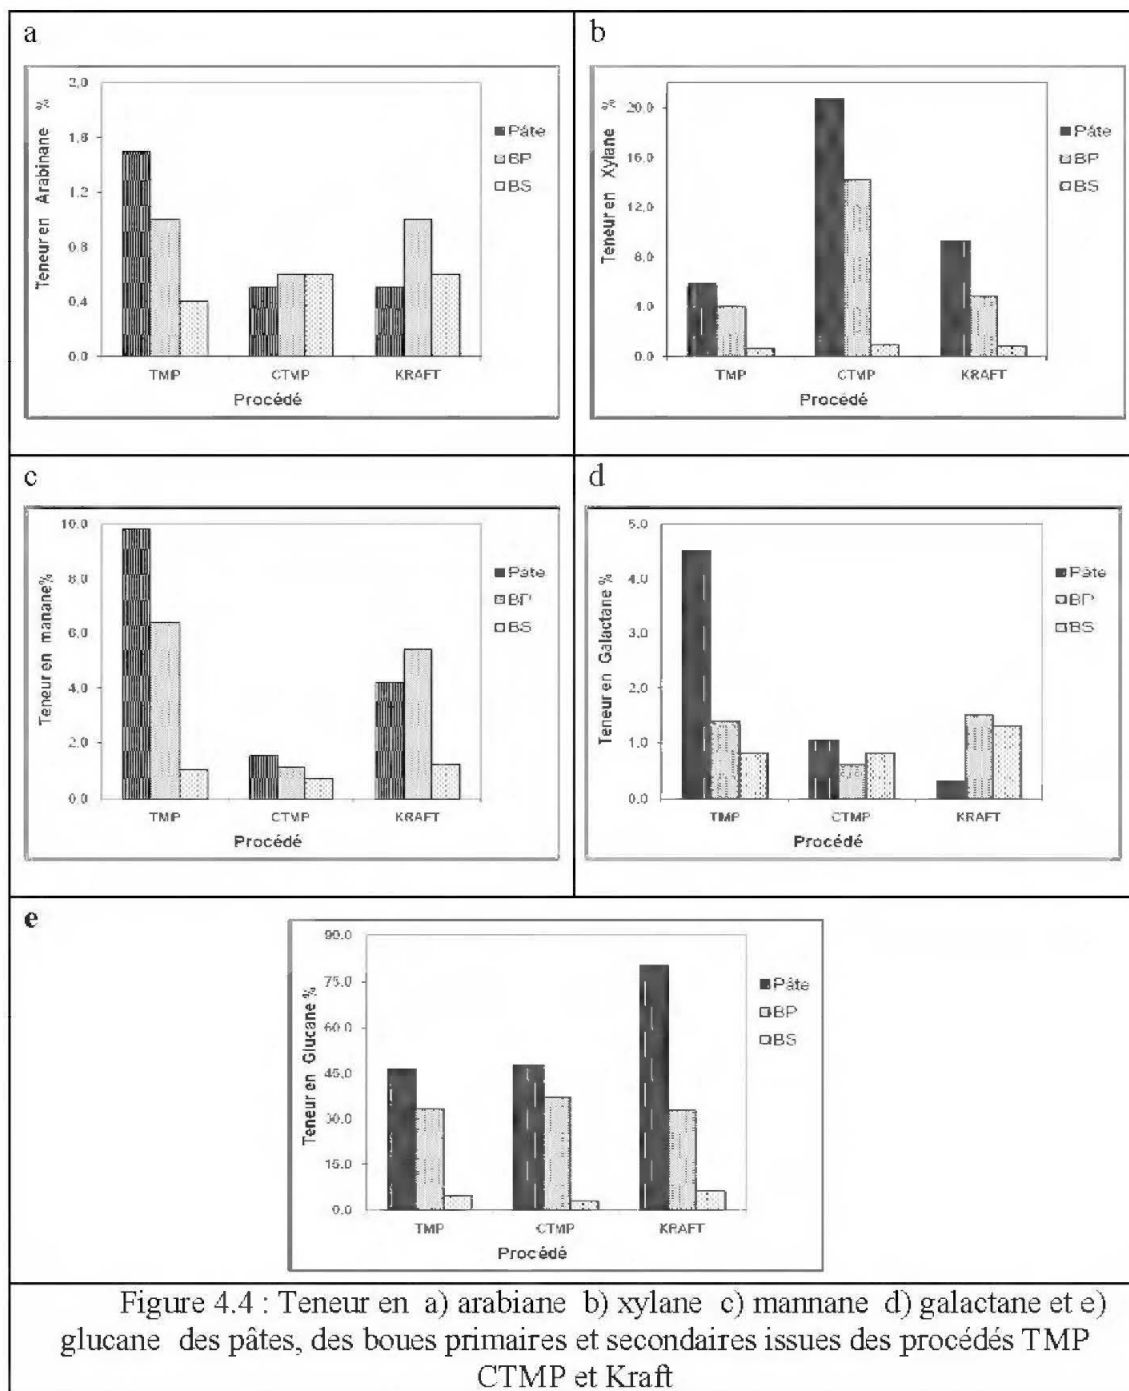 a
2,0
1,6
1,2
0,8
0,4
0,0
Teneur en Arabinane %
TMP
CTMP
KRAFT
Procédé
Pâte
BP
BS
b
20,0
16,0
12,0
8,0
4,0
0,0
Teneur en Xylane %
TMP
CTMP
KRAFT
Procédé
Pâte
BP
BS
c
10,0
8,0
6,0
4,0
2,0
0,0
Teneur en manane%
TMP
CTMP
KRAFT
Procédé
Pâte
BP
BS
d
5,0
4,0
3,0
2,0
1,0
0,0
Teneur en Galactane %
TMP
CTMP
KRAFT
Procédé
Pâte
BP
BS
e
90,0
75,0
60,0
45,0
30,0
15,0
0,0
Teneur en Glucane %
TMP
CTMP
KRAFT
Procédé
Pâte
BP
BS
Figure 4.4 : Teneur en a) arabiane b) xylane c) mannane d) galactane et e)
glucane des pâtes, des boues primaires et secondaires issues des procédés TMP
CTMP et Kraft